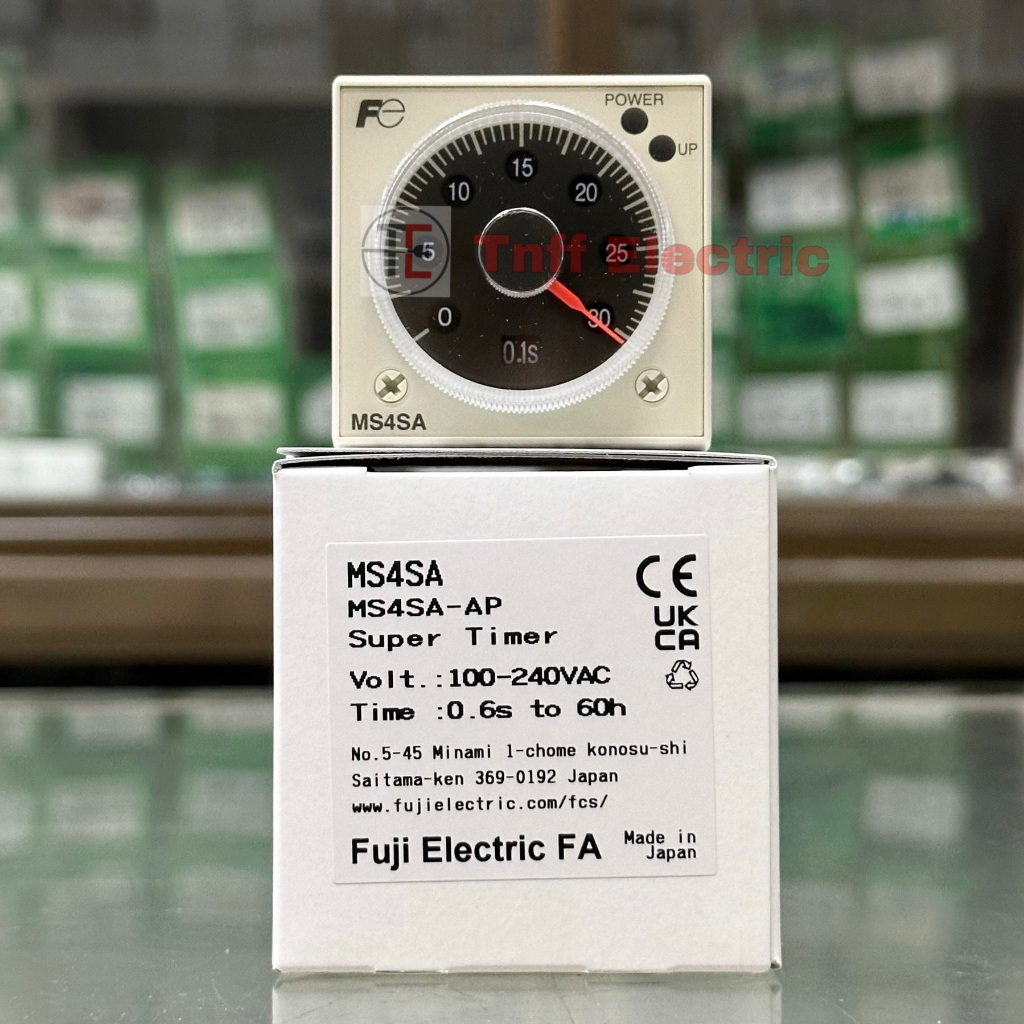 Fe
POWER
UP
15
10
20
5
25
0
30
0.1s
E Tnff Electric
MS4SA
MS4SA
MS4SA-AP
Super Timer
Volt.:100-240VAC
Time :0.6s to 60h
No.5-45 Minami 1-chome konosu-shi
Saitama-ken 369-0192 Japan
www.fujielectric.com/fcs/
Fuji Electric FA
Made in
Japan
CE
UK
CA